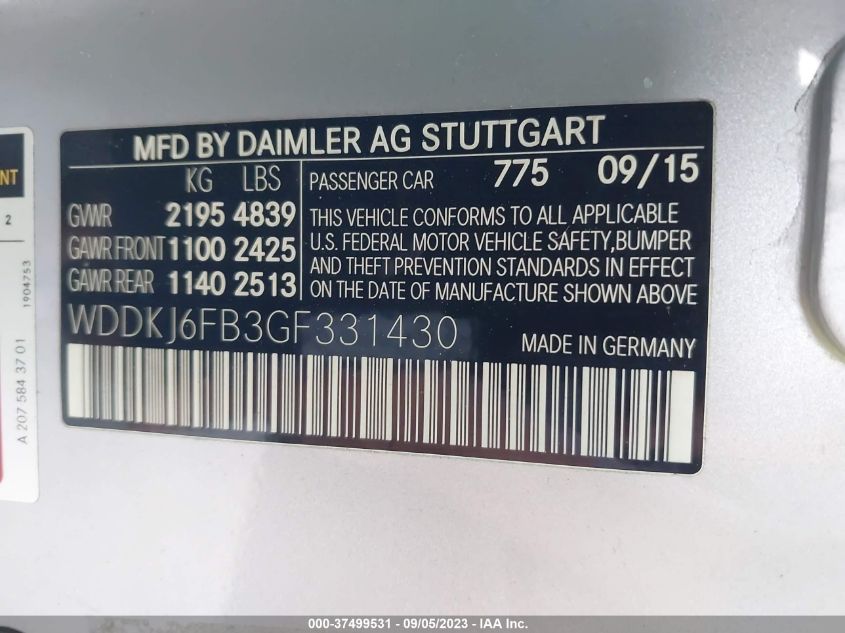 MFD BY DAIMLER AG STUTTGART
KG LBS
GVWR 2195 4839
GAWR FRONT 1100 2425
GAWR REAR 1140 2513
PASSENGER CAR 775 09/15
THIS VEHICLE CONFORMS TO ALL APPLICABLE
U.S. FEDERAL MOTOR VEHICLE SAFETY,BUMPER
AND THEFT PREVENTION STANDARDS IN EFFECT
ON THE DATE OF MANUFACTURE SHOWN ABOVE
WDDKJ6FB3GF331430
MADE IN GERMANY
2
1904753
A 207 584 37 01
000-37499531 - 09/05/2023 - IAA Inc.